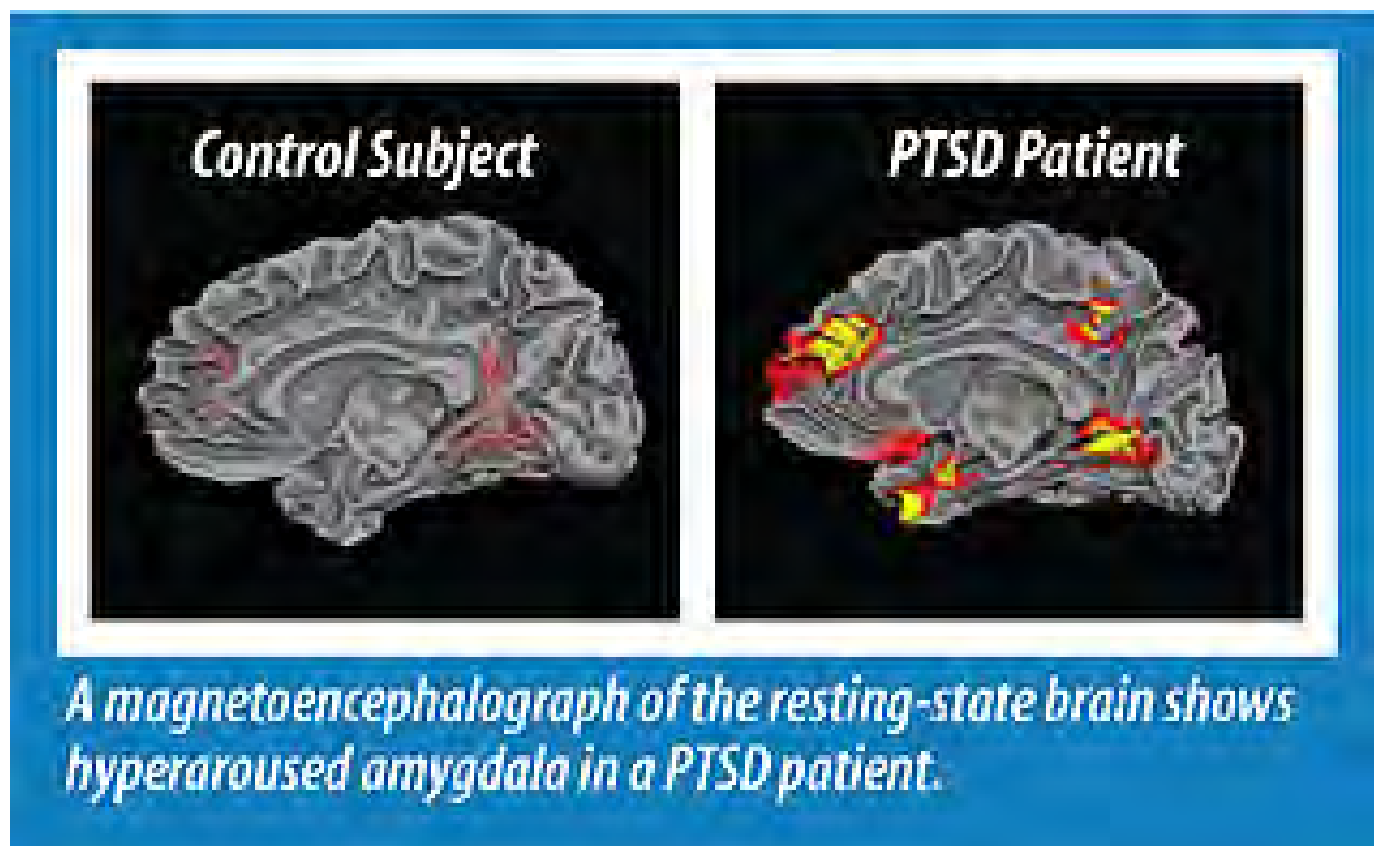 Control Subject
PTSD Patient
A magnetoencephalograph of the resting-state brain shows
hyperaroused amygdala in a PTSD patient.